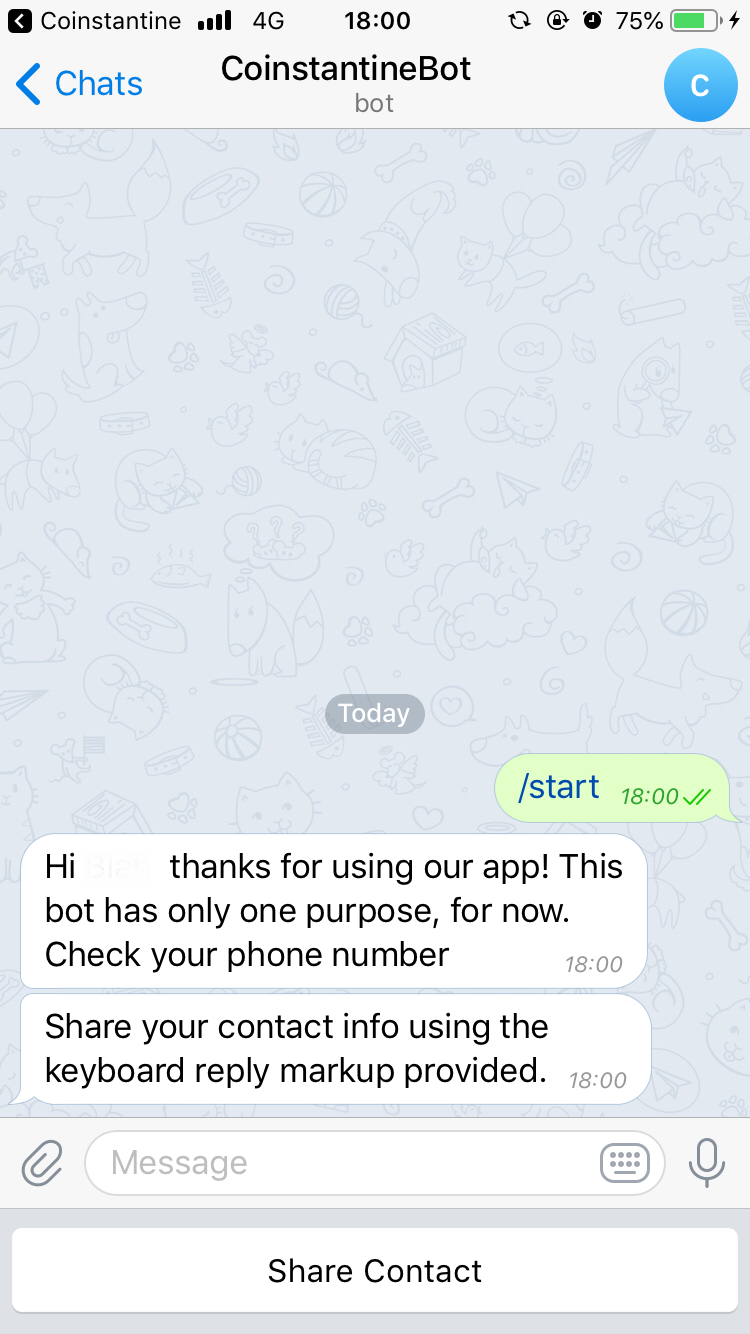 Coinstantine 4G 18:00 75%
Chats CoinstantineBot C
bot
Today
/start 18:00
Hi thanks for using our app! This
bot has only one purpose, for now.
Check your phone number 18:00
Share your contact info using the
keyboard reply markup provided. 18:00
Message
Share Contact